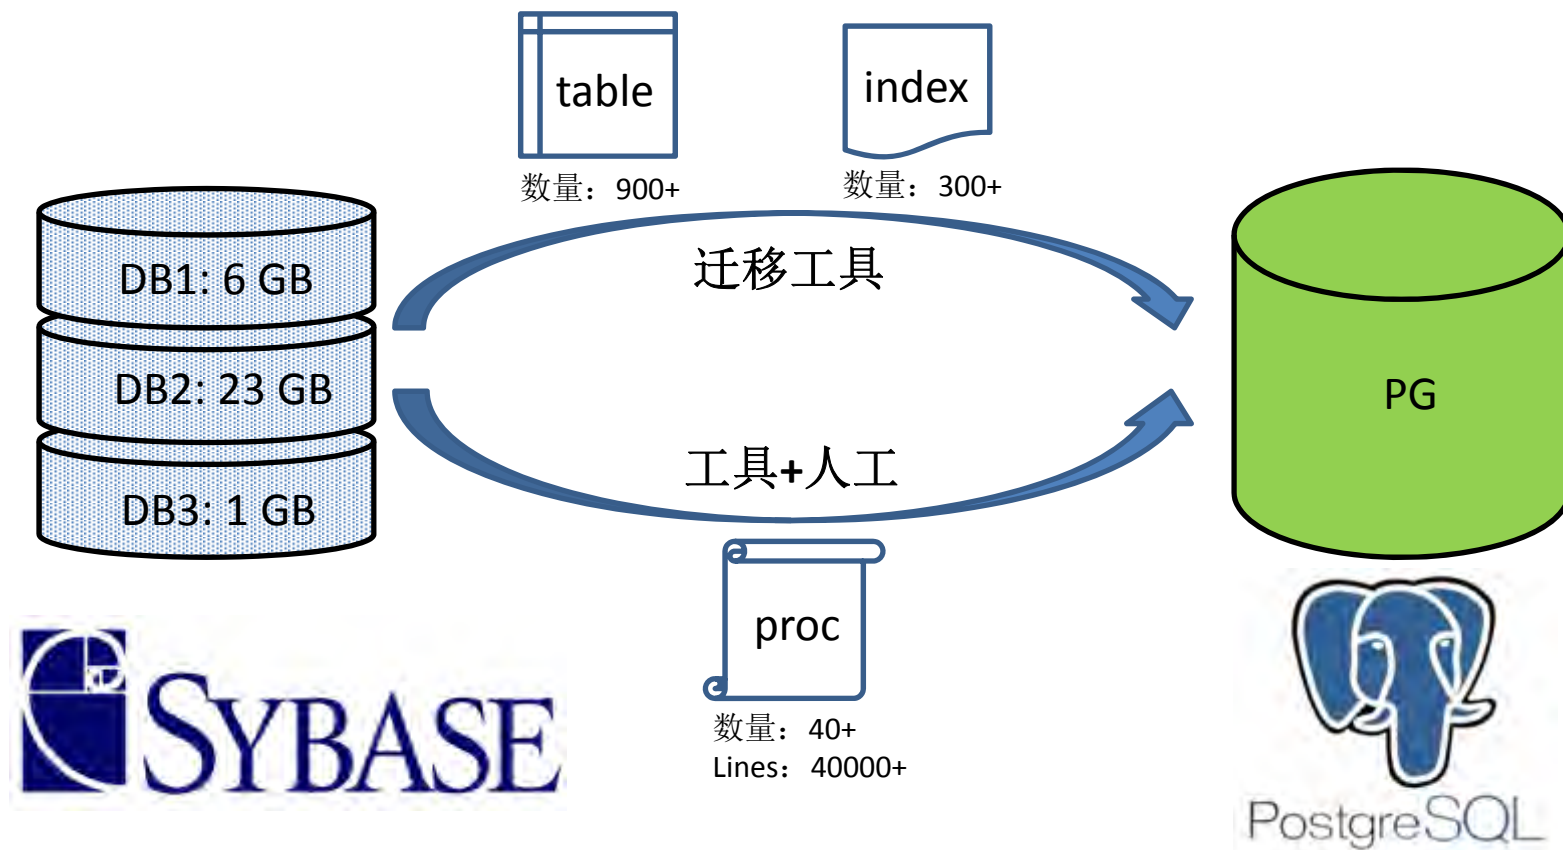 table
index
数量：900+
数量：300+
迁移工具
DB1: 6 GB
DB2: 23 GB
DB3: 1 GB
PG
工具+人工
proc
数量：40+
Lines：40000+
SYBASE
PostgreSQL